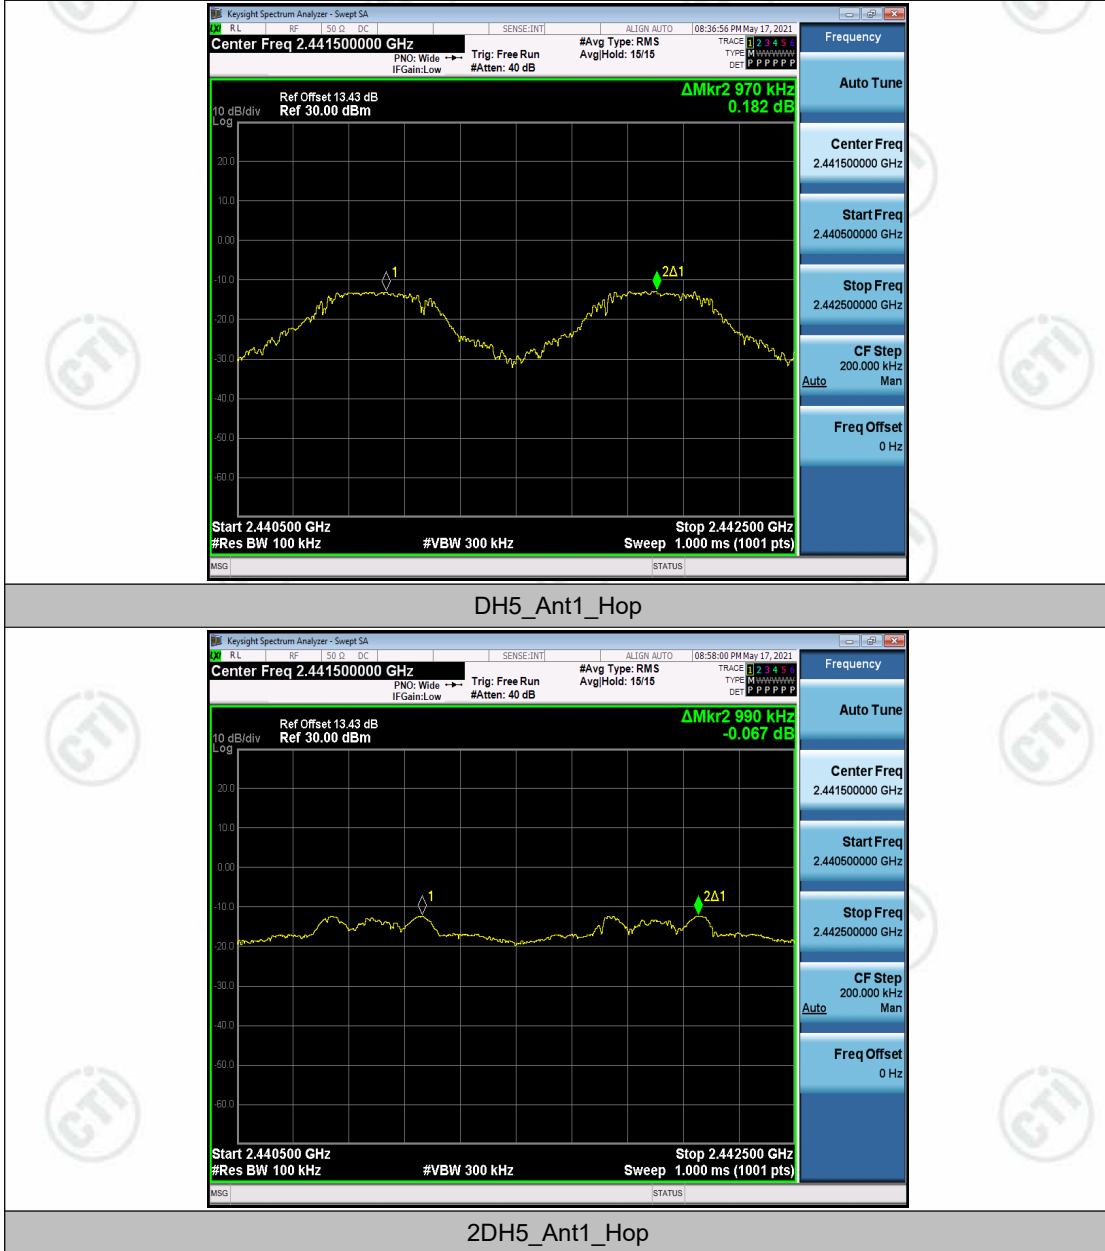 Keysight Spectrum Analyzer - Swept SA
LXI RL RF 50 Ω DC SENSE:INT ALIGN AUTO 08:36:56 PM May 17, 2021
Center Freq 2.441500000 GHz
#Avg Type: RMS
TRACE 1 2 3 4 5 6
PNO: Wide
Trig: Free Run
Avg|Hold: 15/15
TYPE M WWWWW
IFGain:Low
#Atten: 40 dB
DET P P P P P P
ΔMkr2 970 kHz
0.182 dB
Ref Offset 13.43 dB
10 dB/div Ref 30.00 dBm
Log
20.0
10.0
0.00
-10.0
-20.0
-30.0
-40.0
-50.0
-60.0
1
2Δ1
Start 2.440500 GHz Stop 2.442500 GHz
#Res BW 100 kHz #VBW 300 kHz Sweep 1.000 ms (1001 pts)
MSG STATUS
Frequency
Auto Tune
Center Freq
2.441500000 GHz
Start Freq
2.440500000 GHz
Stop Freq
2.442500000 GHz
CF Step
200.000 kHz
Auto Man
Freq Offset
0 Hz
DH5_Ant1_Hop
Keysight Spectrum Analyzer - Swept SA
LXI RL RF 50 Ω DC SENSE:INT ALIGN AUTO 08:58:00 PM May 17, 2021
Center Freq 2.441500000 GHz
#Avg Type: RMS
TRACE 1 2 3 4 5 6
PNO: Wide
Trig: Free Run
Avg|Hold: 15/15
TYPE M WWWWW
IFGain:Low
#Atten: 40 dB
DET P P P P P P
ΔMkr2 990 kHz
-0.067 dB
Ref Offset 13.43 dB
10 dB/div Ref 30.00 dBm
Log
20.0
10.0
0.00
-10.0
-20.0
-30.0
-40.0
-50.0
-60.0
1
2Δ1
Start 2.440500 GHz Stop 2.442500 GHz
#Res BW 100 kHz #VBW 300 kHz Sweep 1.000 ms (1001 pts)
MSG STATUS
Frequency
Auto Tune
Center Freq
2.441500000 GHz
Start Freq
2.440500000 GHz
Stop Freq
2.442500000 GHz
CF Step
200.000 kHz
Auto Man
Freq Offset
0 Hz
2DH5_Ant1_Hop
CTI
CTI
CTI
CTI
CTI
CTI